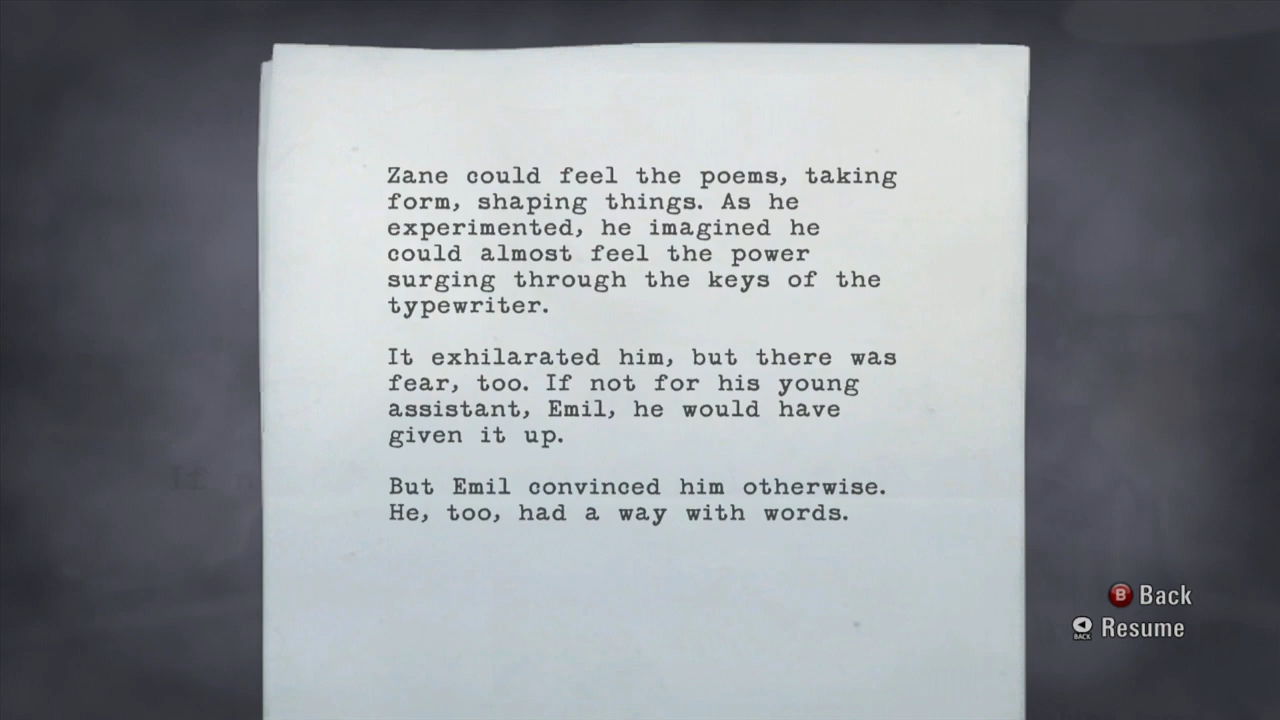 Zane could feel the poems, taking
form, shaping things. As he
experimented, he imagined he
could almost feel the power
surging through the keys of the
typewriter.
It exhilarated him, but there was
fear, too. If not for his young
assistant, Emil, he would have
given it up.
But Emil convinced him otherwise.
He, too, had a way with words.
B Back
BACK Resume